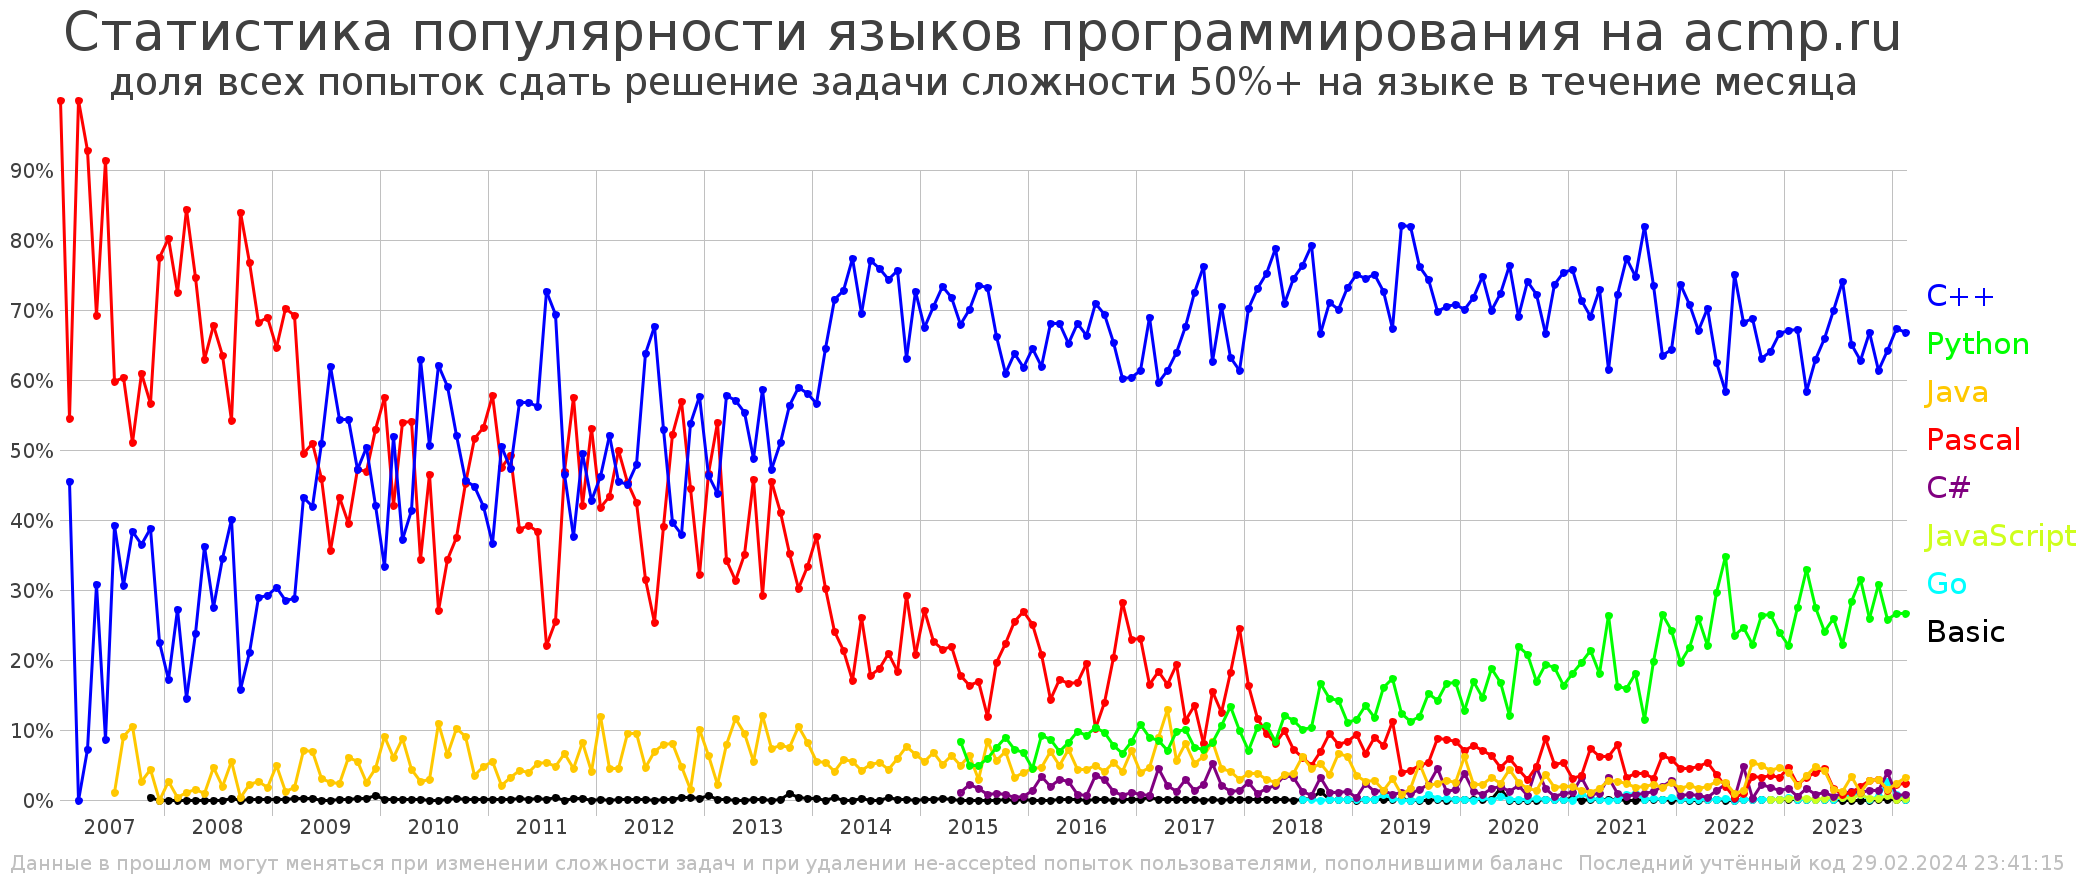 Статистика популярности языков программирования на acmp.ru
доля всех попыток сдать решение задачи сложности 50%+ на языке в течение месяца
90%
80%
70%
60%
50%
40%
30%
20%
10%
0%
C++
Python
Java
Pascal
C#
JavaScript
Go
Basic
2007 2008 2009 2010 2011 2012 2013 2014 2015 2016 2017 2018 2019 2020 2021 2022 2023
Данные в прошлом могут меняться при изменении сложности задач и при удалении не-accepted попыток пользователями, пополнившими баланс Последний учтённый код 29.02.2024 23:41:15